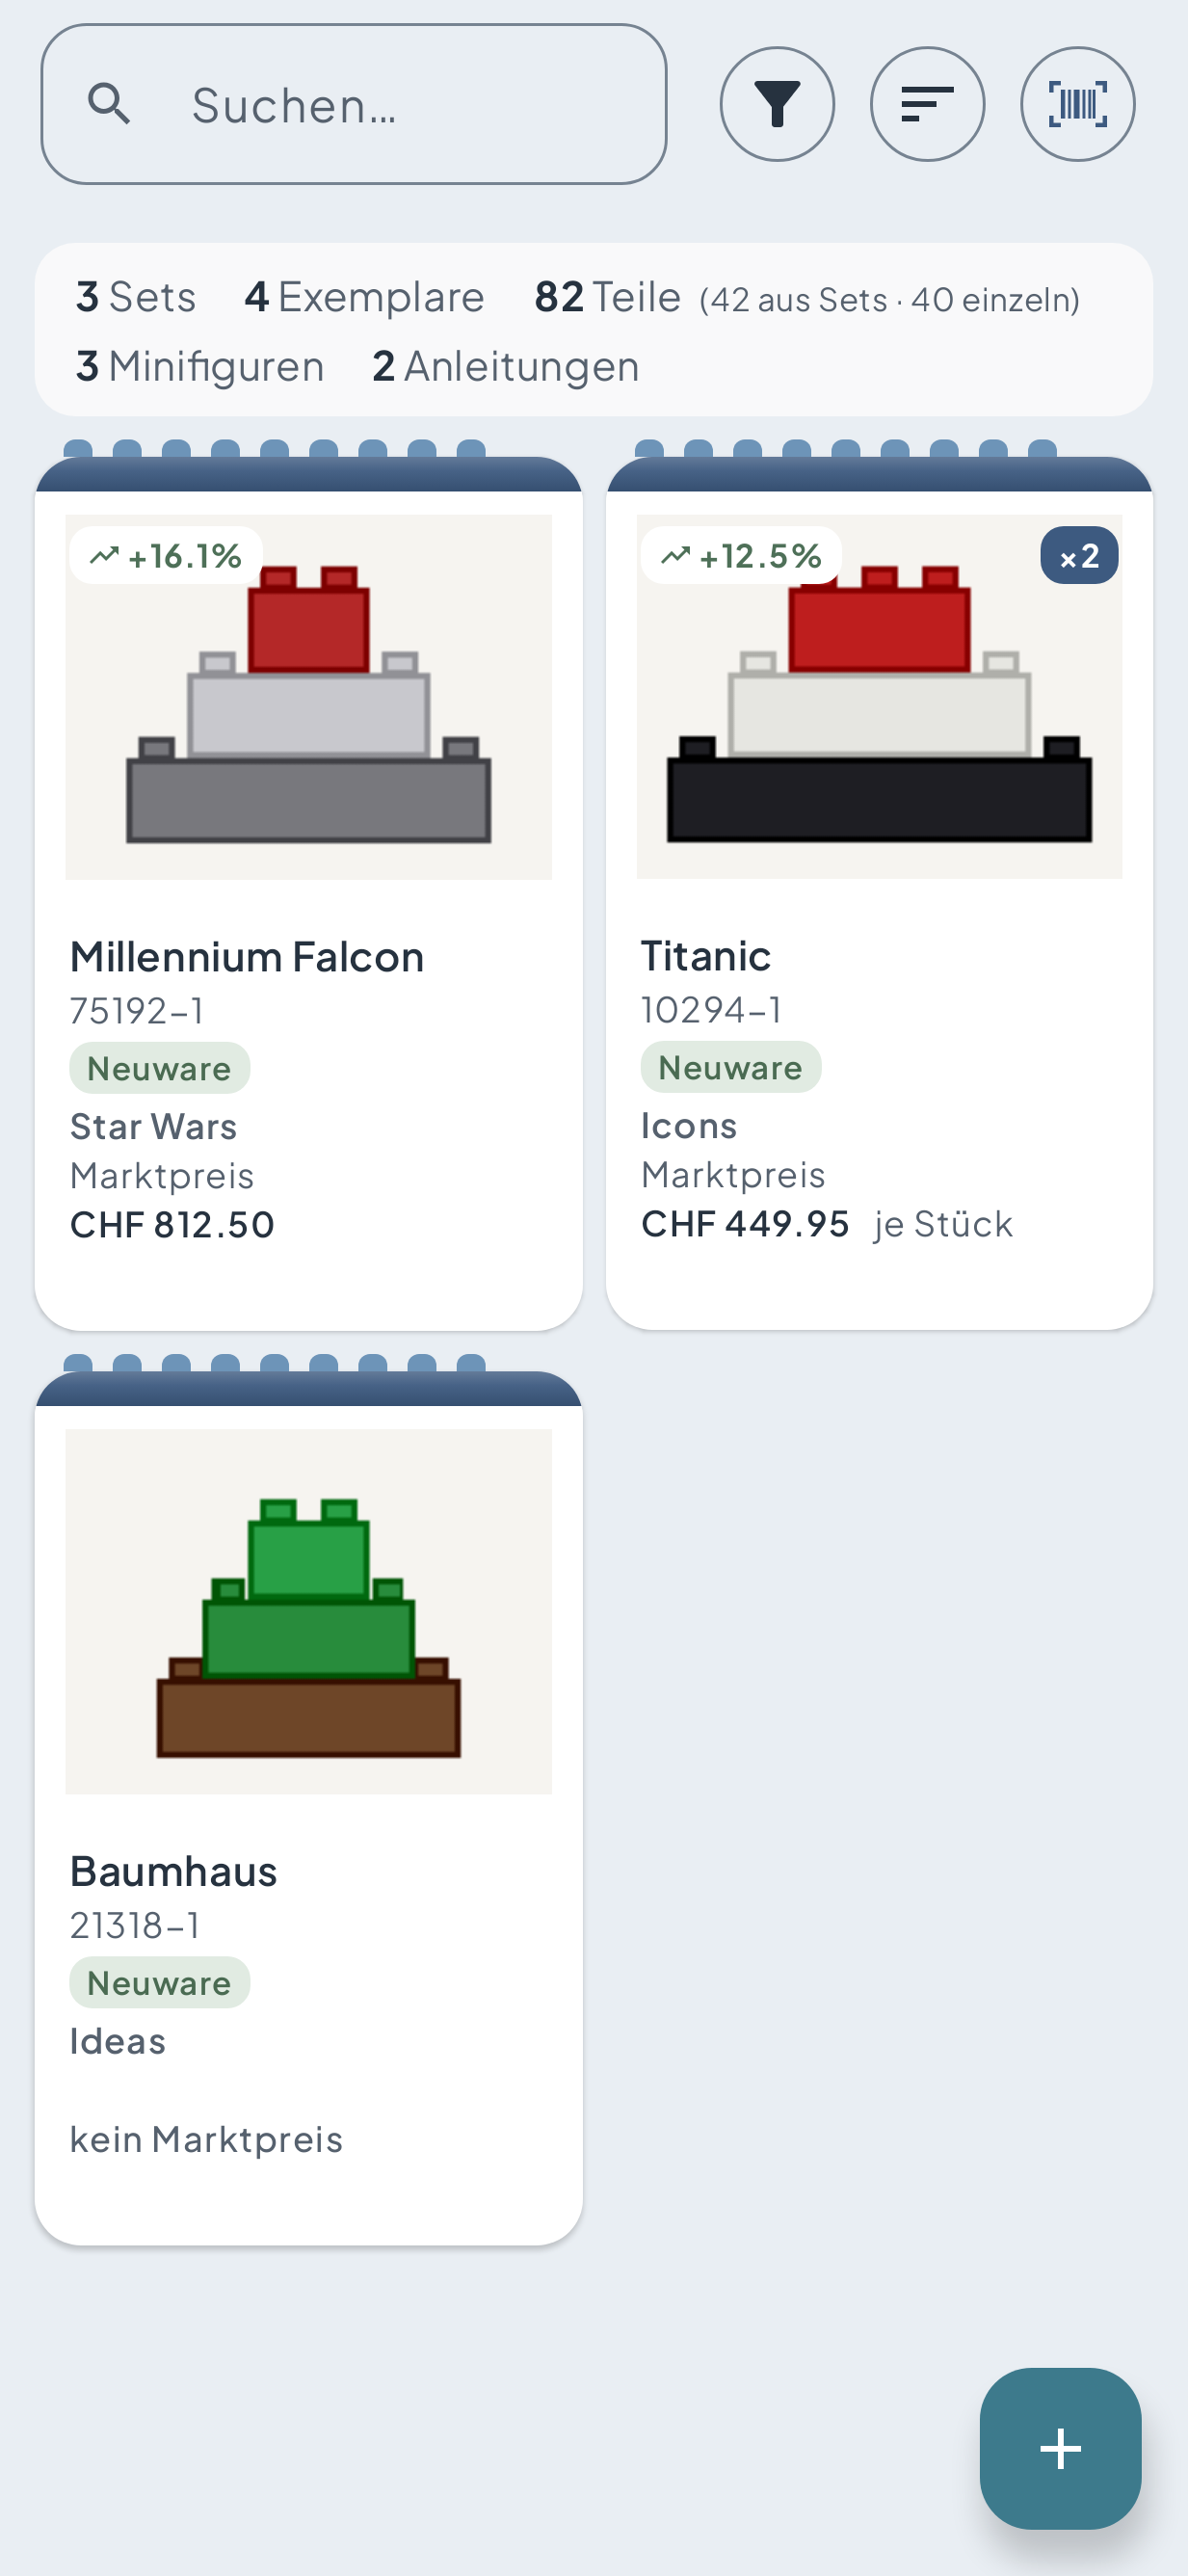 Suchen…
3 Sets 4 Exemplare 82 Teile (42 aus Sets · 40 einzeln)
3 Minifiguren 2 Anleitungen
+16.1%
Millennium Falcon
75192-1
Neuware
Star Wars
Marktpreis
CHF 812.50
+12.5% ×2
Titanic
10294-1
Neuware
Icons
Marktpreis
CHF 449.95 je Stück
Baumhaus
21318-1
Neuware
Ideas
kein Marktpreis